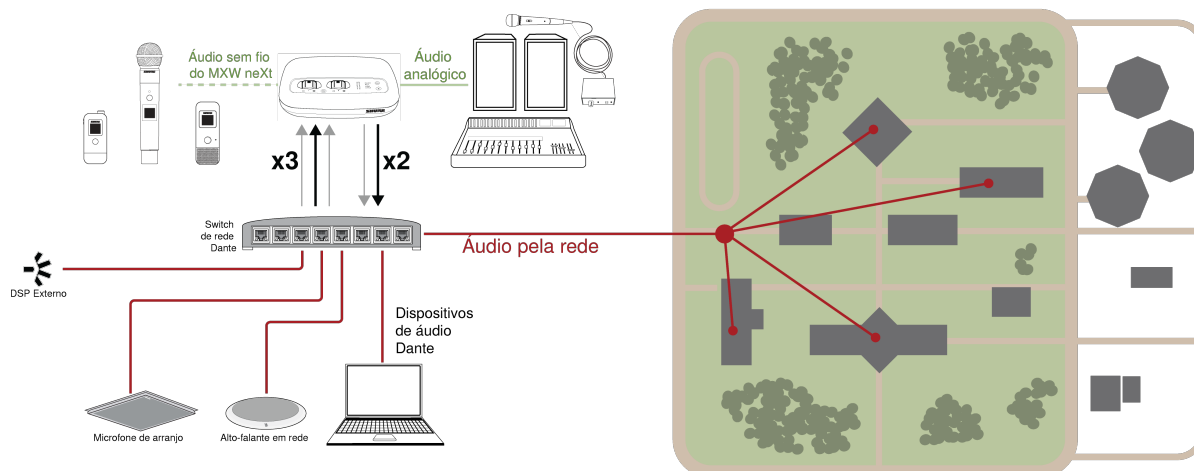 Áudio sem fio
do MXW neXt
Áudio
analógico
SHURE
x3
x2
Switch
de rede
Dante
Áudio pela rede
DSP Externo
Dispositivos
de áudio
Dante
Microfone de arranjo
Alto-falante em rede